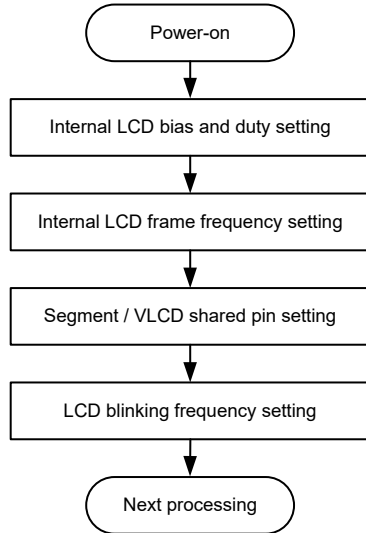 Power-on
Internal LCD bias and duty setting
Internal LCD frame frequency setting
Segment / VLCD shared pin setting
LCD blinking frequency setting
Next processing